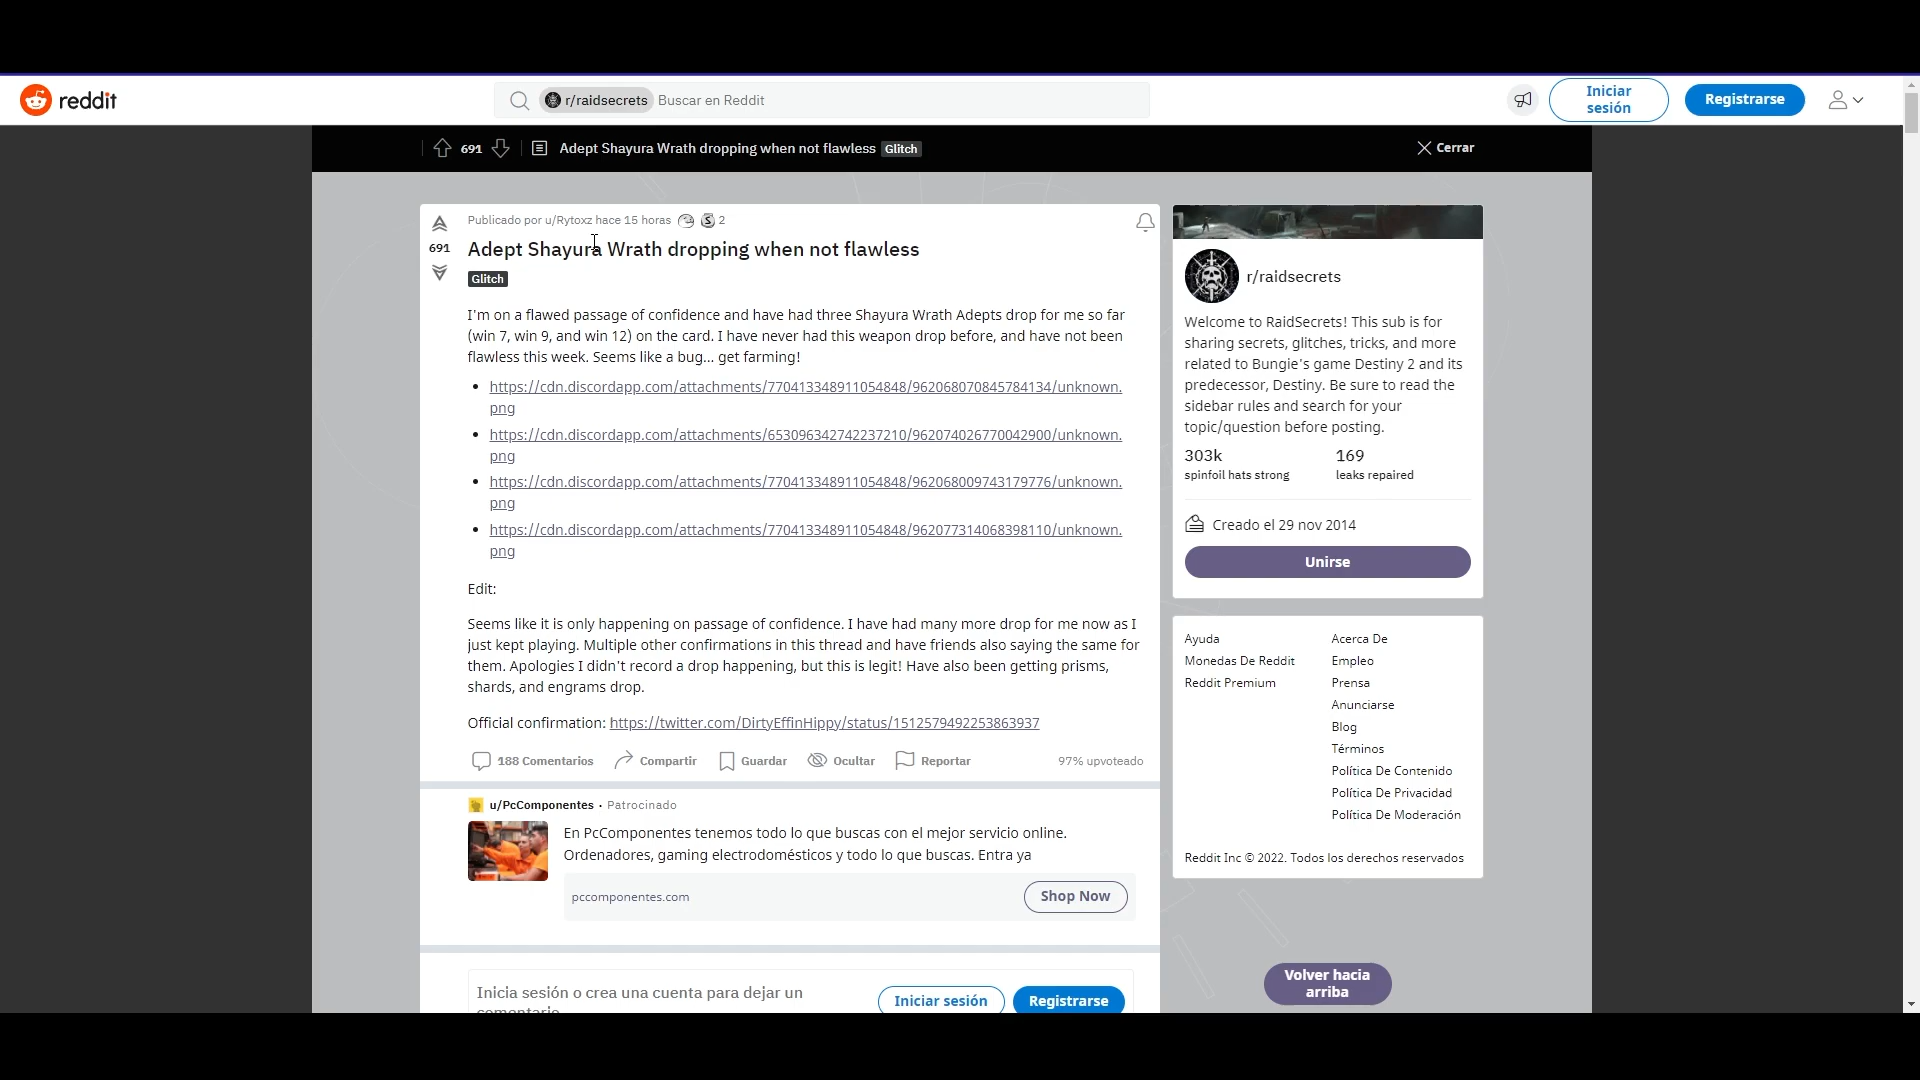 reddit
r/raidsecrets Buscar en Reddit
Iniciar
sesión
Registrarse
691 Adept Shayura Wrath dropping when not flawless Glitch
Cerrar
Publicado por u/Rytoxz hace 15 horas 2
691
Adept Shayura Wrath dropping when not flawless
Glitch
I'm on a flawed passage of confidence and have had three Shayura Wrath Adepts drop for me so far
(win 7, win 9, and win 12) on the card. I have never had this weapon drop before, and have not been
flawless this week. Seems like a bug... get farming!
https://cdn.discordapp.com/attachments/770413348911054848/962068070845784134/unknown.
png
https://cdn.discordapp.com/attachments/653096342742237210/962074026770042900/unknown.
png
https://cdn.discordapp.com/attachments/770413348911054848/962068009743179776/unknown.
png
https://cdn.discordapp.com/attachments/770413348911054848/962077314068398110/unknown.
png
Edit:
Seems like it is only happening on passage of confidence. I have had many more drop for me now as I
just kept playing. Multiple other confirmations in this thread and have friends also saying the same for
them. Apologies I didn't record a drop happening, but this is legit! Have also been getting prisms,
shards, and engrams drop.
Official confirmation: https://twitter.com/DirtyEffinHippy/status/1512579492253863937
188 Comentarios Compartir Guardar Ocultar Reportar 97% upvoteado
u/PcComponentes · Patrocinado
En PcComponentes tenemos todo lo que buscas con el mejor servicio online.
Ordenadores, gaming electrodomésticos y todo lo que buscas. Entra ya
pccomponentes.com
Shop Now
Inicia sesión o crea una cuenta para dejar un
comentario
Iniciar sesión
Registrarse
r/raidsecrets
Welcome to RaidSecrets! This sub is for
sharing secrets, glitches, tricks, and more
related to Bungie's game Destiny 2 and its
predecessor, Destiny. Be sure to read the
sidebar rules and search for your
topic/question before posting.
303k 169
spinfoil hats strong leaks repaired
Creado el 29 nov 2014
Unirse
Ayuda Acerca De
Monedas De Reddit Empleo
Reddit Premium Prensa
Anunciarse
Blog
Términos
Política De Contenido
Política De Privacidad
Política De Moderación
Reddit Inc © 2022. Todos los derechos reservados
Volver hacia
arriba